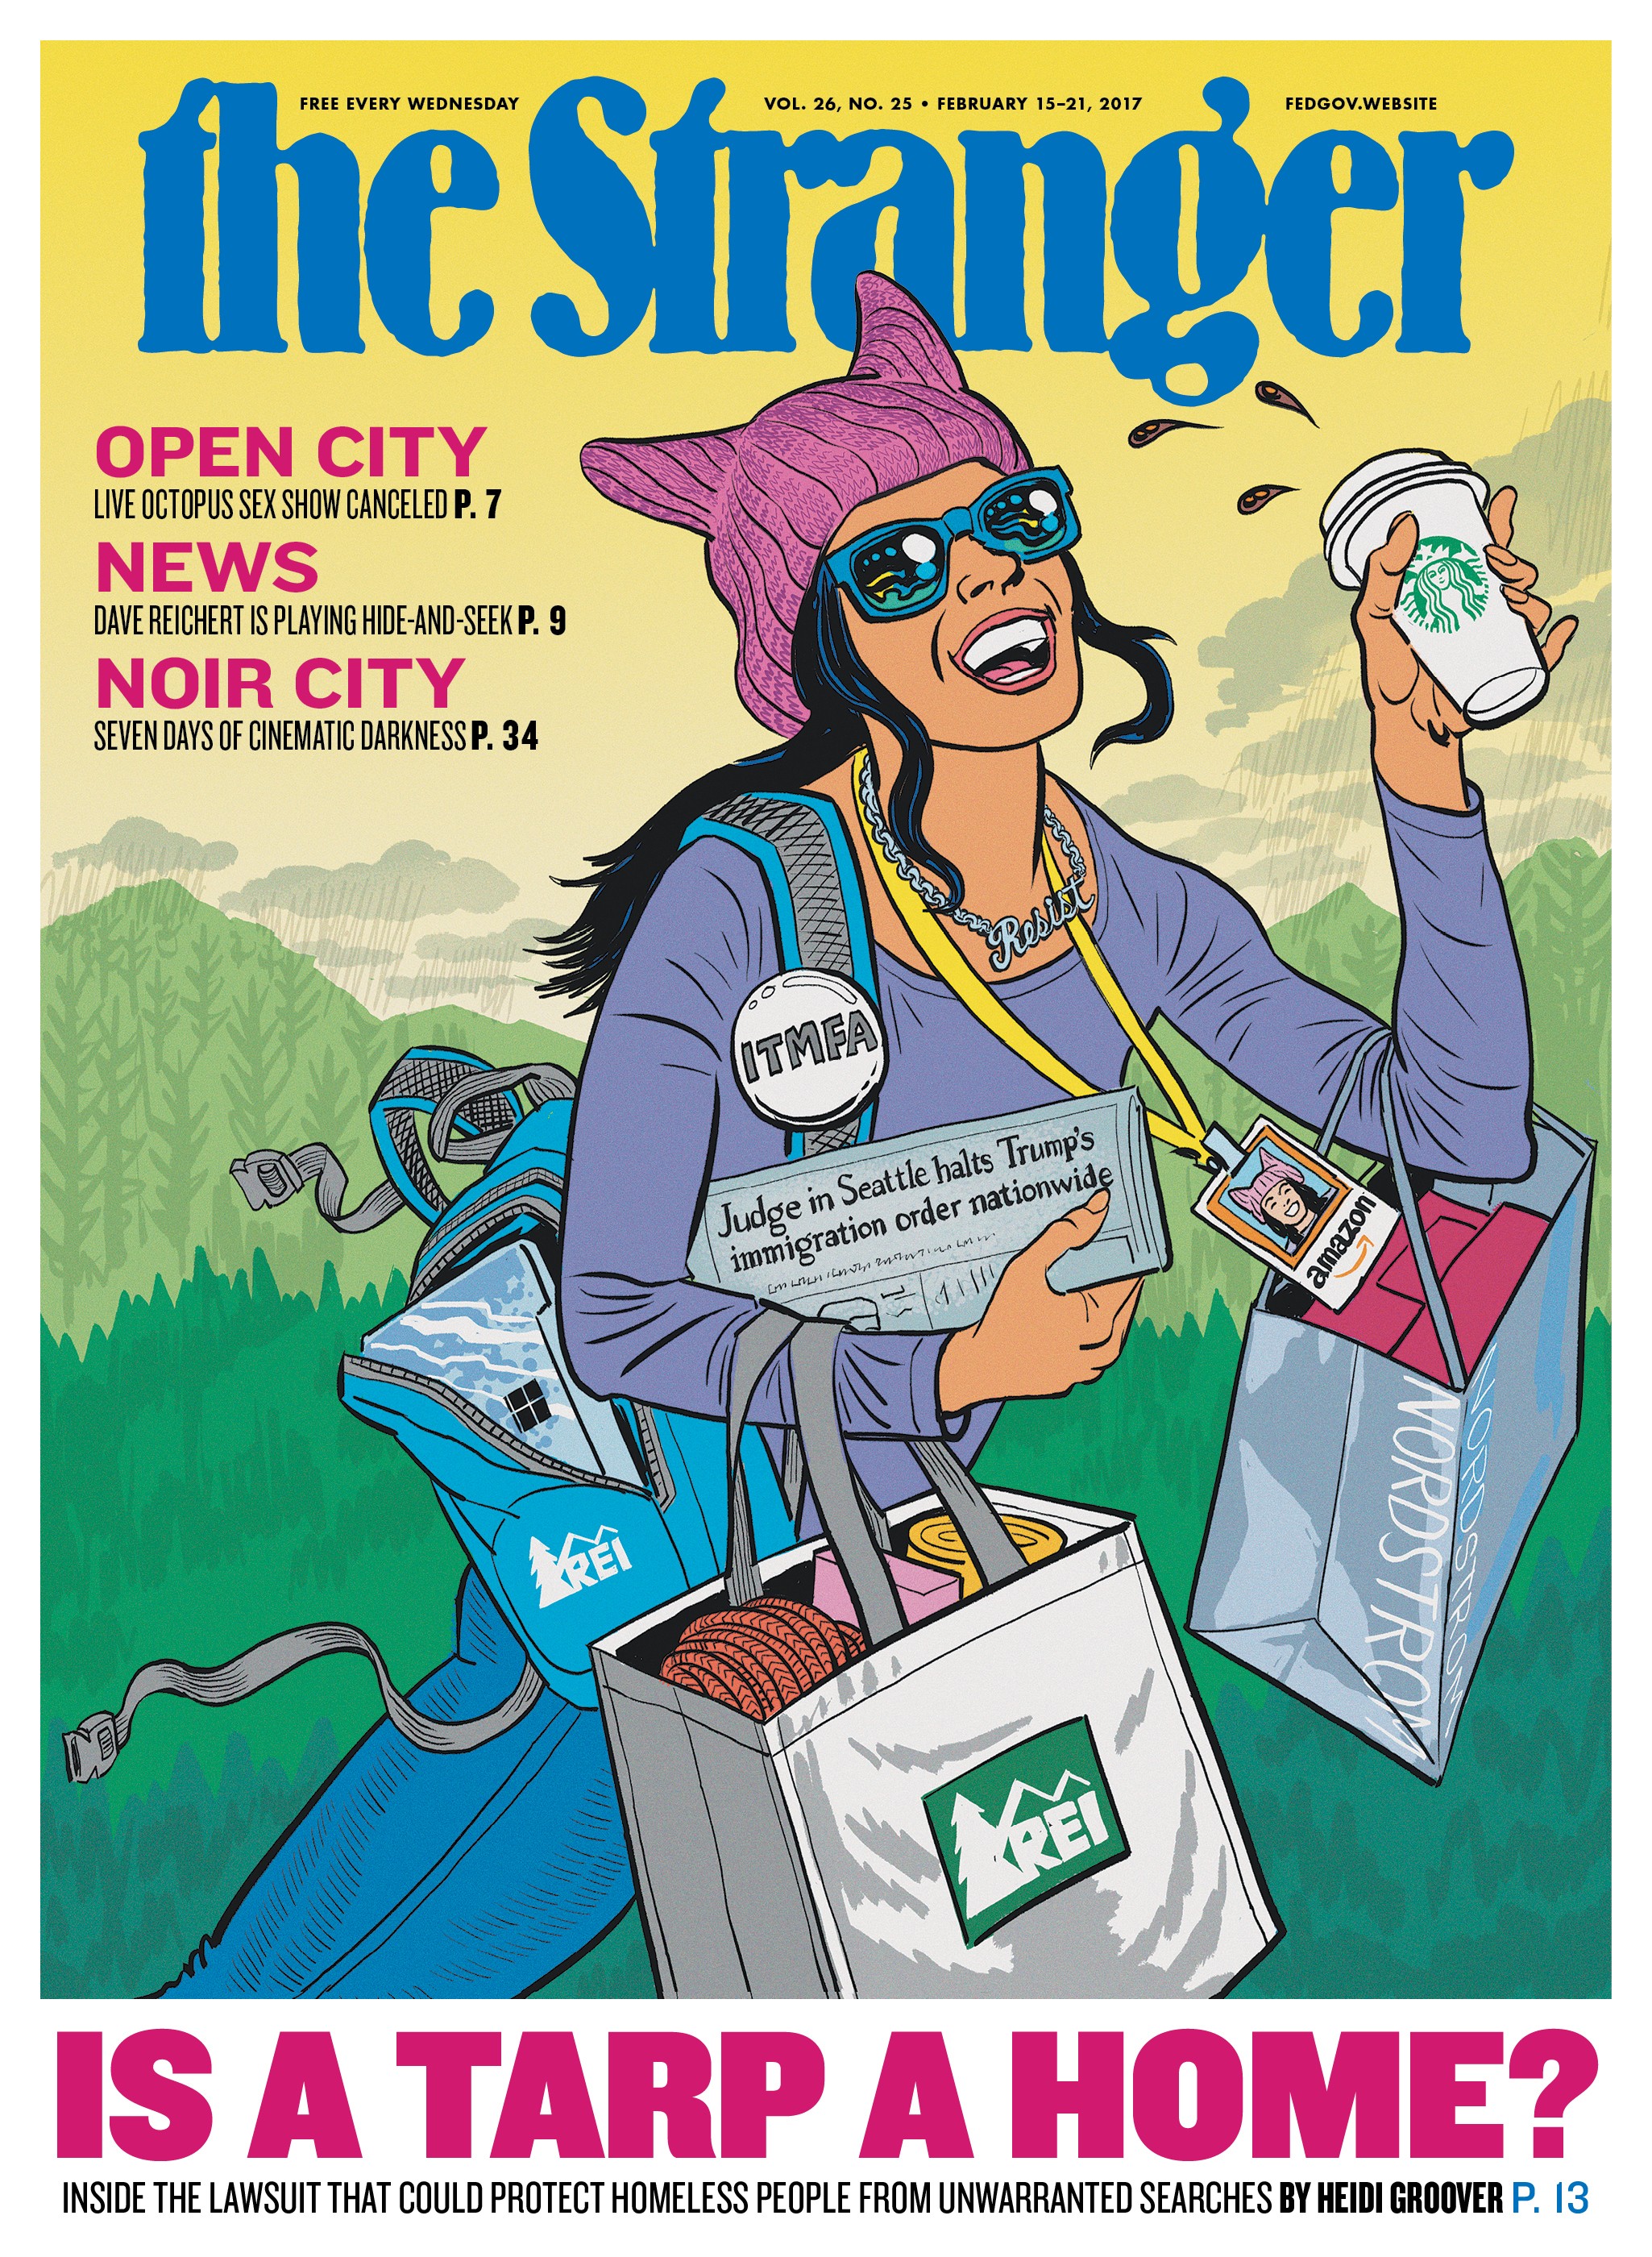 FREE EVERY WEDNESDAY
VOL. 26, NO. 25 • FEBRUARY 15–21, 2017
FEDGOV.WEBSITE
the Stranger
OPEN CITY
LIVE OCTOPUS SEX SHOW CANCELED P. 7
NEWS
DAVE REICHERT IS PLAYING HIDE-AND-SEEK P. 9
NOIR CITY
SEVEN DAYS OF CINEMATIC DARKNESS P. 34
Resist
ITMFA
Judge in Seattle halts Trump's
immigration order nationwide
amazon
NORDSTROM
NORDSTROM
REI
REI
IS A TARP A HOME?
INSIDE THE LAWSUIT THAT COULD PROTECT HOMELESS PEOPLE FROM UNWARRANTED SEARCHES BY HEIDI GROOVER P. 13